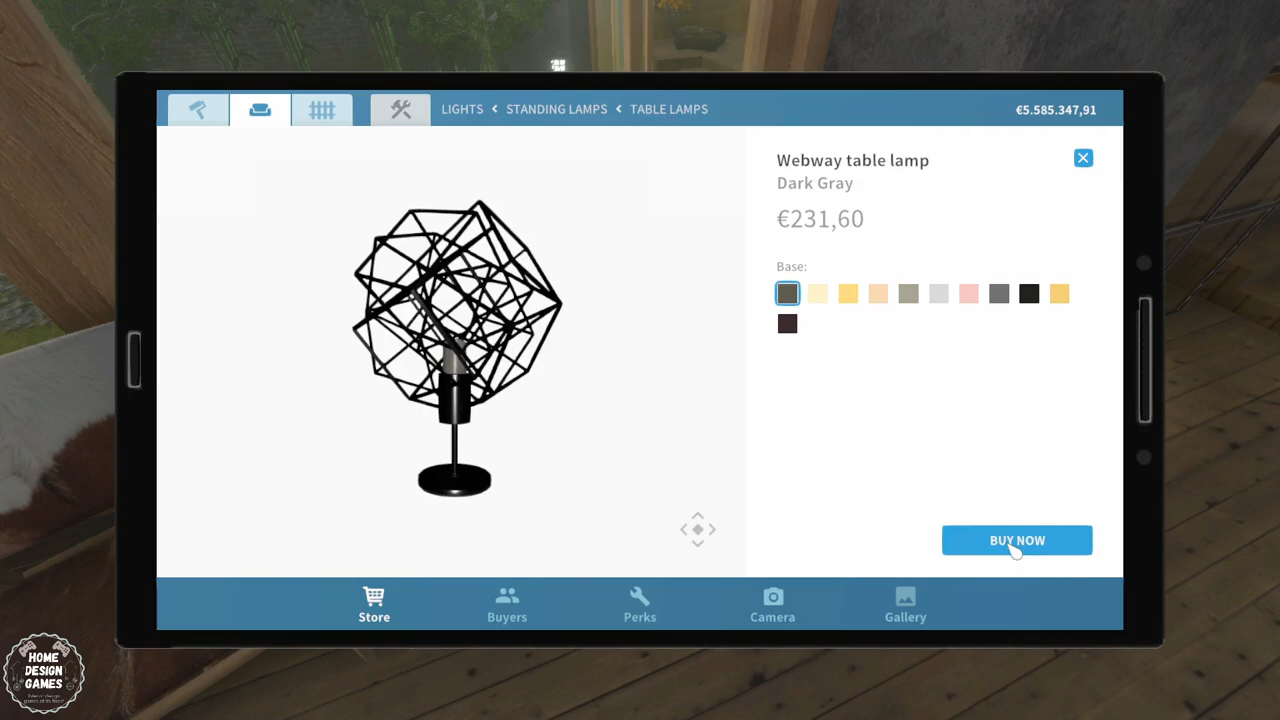 LIGHTS < STANDING LAMPS < TABLE LAMPS
€5.585.347,91
Webway table lamp
Dark Gray
€231,60
Base:
BUY NOW
Store Buyers Perks Camera Gallery
HOME
DESIGN
GAMES